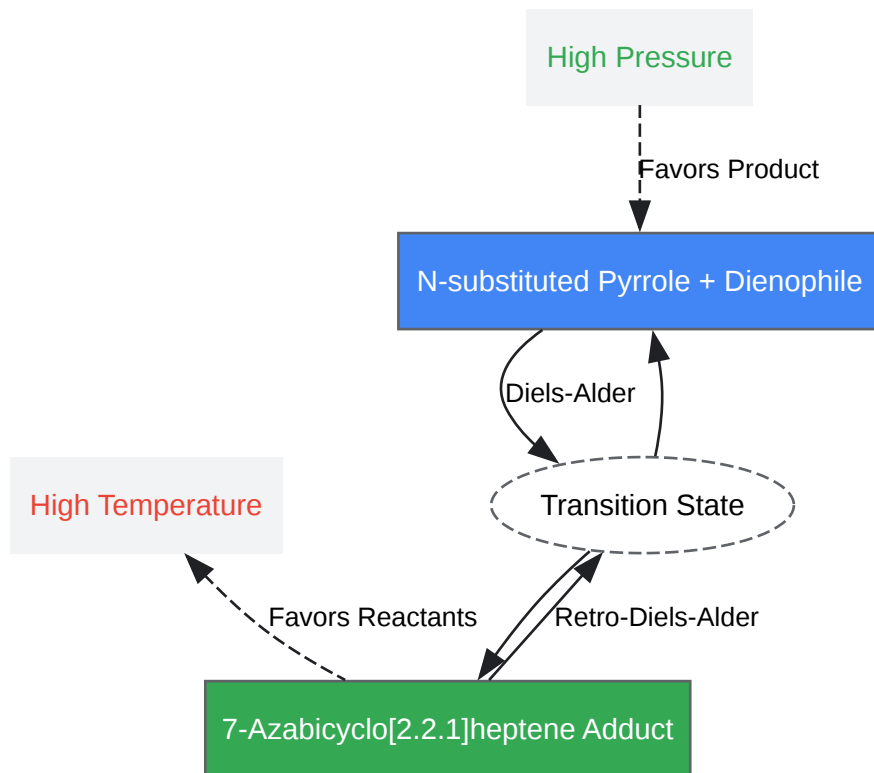 High Pressure
Favors Product
N-substituted Pyrrole + Dienophile
Diels-Alder
High Temperature
Transition State
Favors Reactants
Retro-Diels-Alder
7-Azabicyclo[2.2.1]heptene Adduct